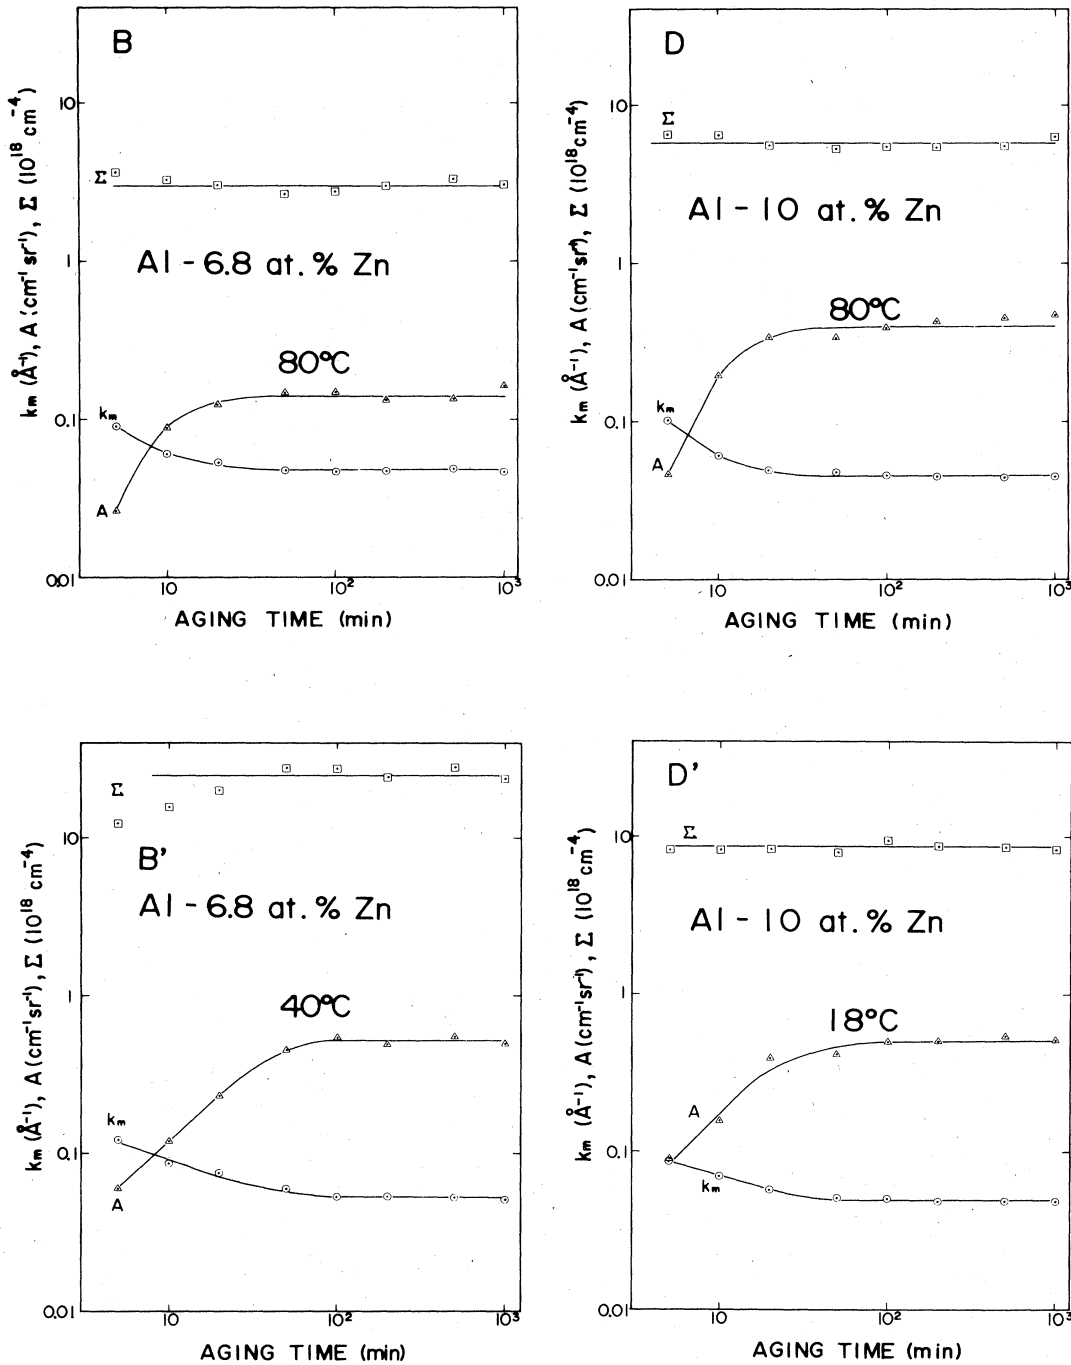 B
km (Å⁻¹), A (cm⁻¹sr⁻¹), Σ (10¹⁸ cm⁻⁴)
10
Σ
Al – 6.8 at. % Zn
1
80°C
km
0.1
A
0.01
10
10²
10³
AGING TIME (min)
D
km (Å⁻¹), A (cm⁻¹sr⁻¹), Σ (10¹⁸ cm⁻⁴)
10
Σ
Al – 10 at. % Zn
1
80°C
km
0.1
A
0.01
10
10²
10³
AGING TIME (min)
km (Å⁻¹), A (cm⁻¹sr⁻¹), Σ (10¹⁸ cm⁻⁴)
Σ
10
B'
Al – 6.8 at. % Zn
1
40°C
km
0.1
A
0.01
10
10²
10³
AGING TIME (min)
D'
km (Å⁻¹), A (cm⁻¹sr⁻¹), Σ (10¹⁸ cm⁻⁴)
10
Σ
Al – 10 at. % Zn
1
18°C
A
0.1
km
0.01
10
10²
10³
AGING TIME (min)